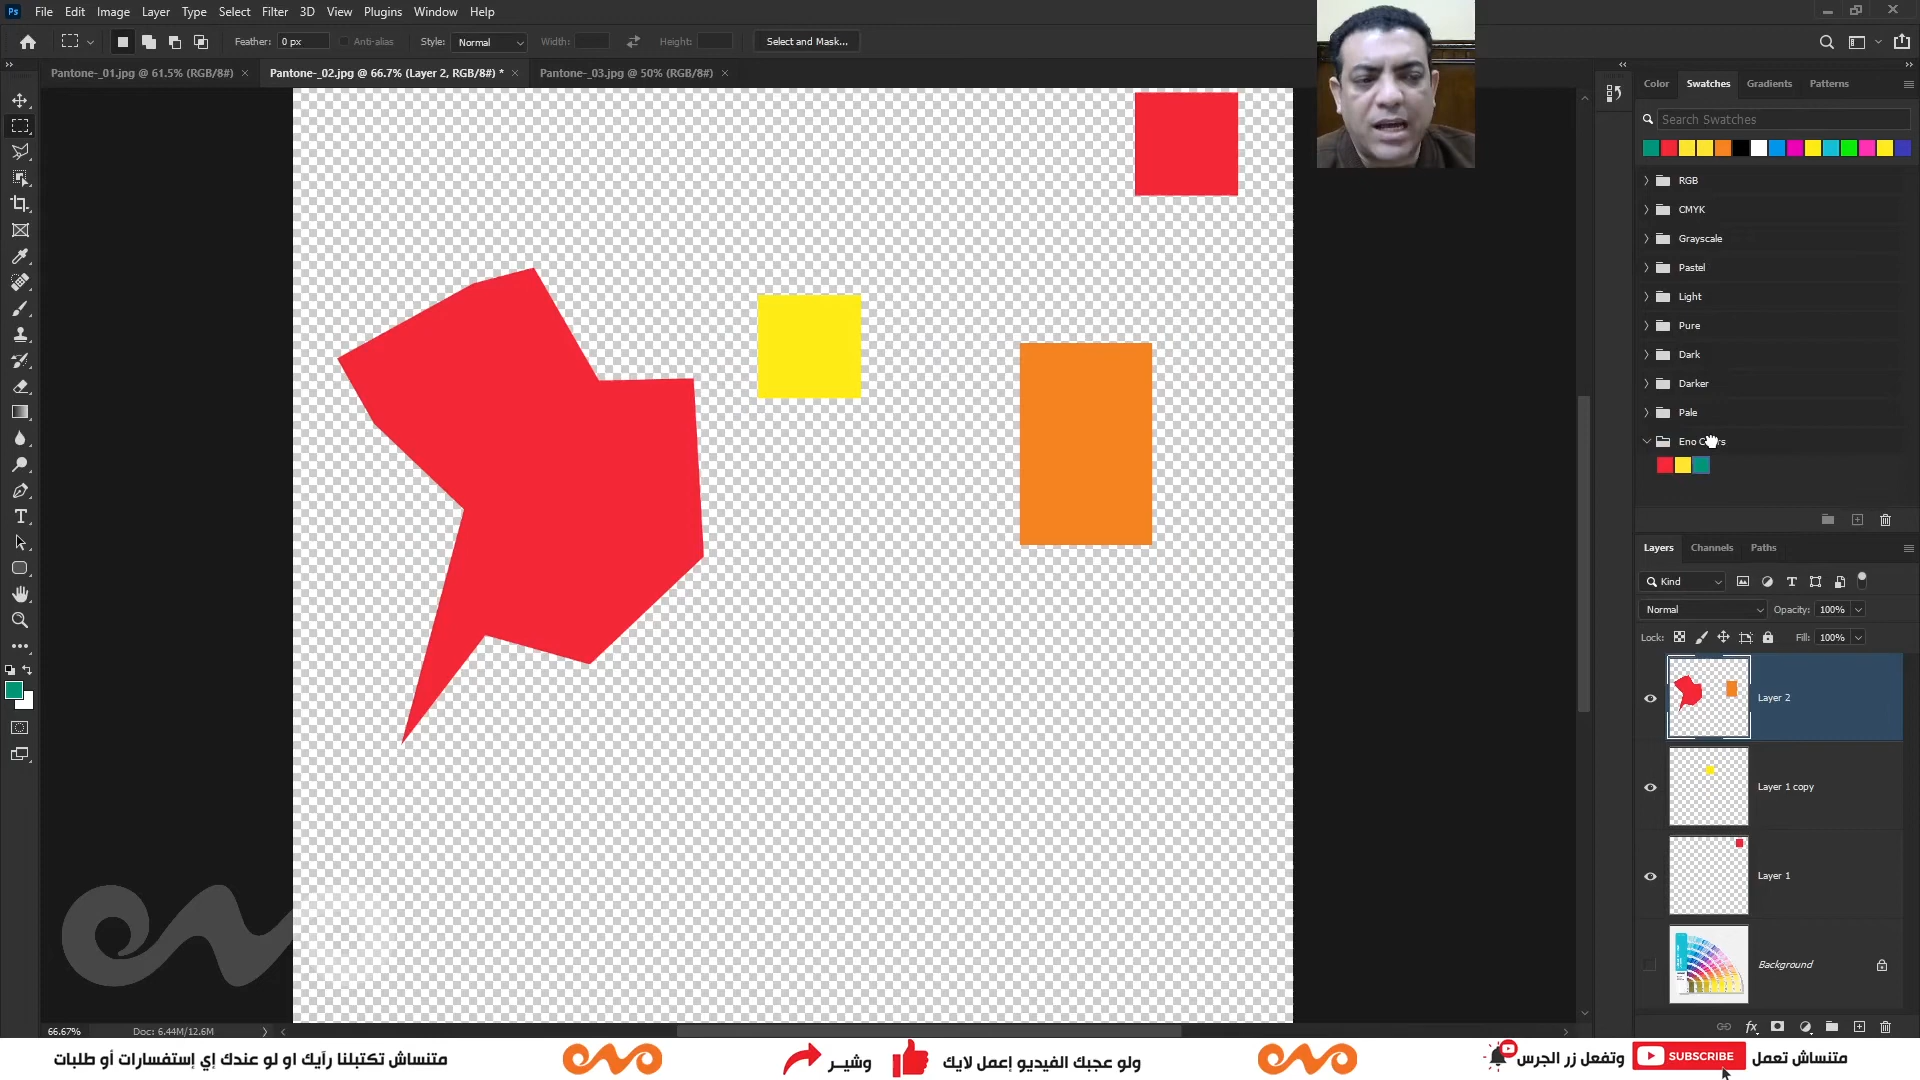 Ps File Edit Image Layer Type Select Filter 3D View Plugins Window Help
Feather: 0 px Anti-alias Style: Normal Width: Height: Select and Mask...
Pantone-_01.jpg @ 61.5% (RGB/8#) Pantone-_02.jpg @ 66.7% (Layer 2, RGB/8#) * Pantone-_03.jpg @ 50% (RGB/8#)
Color Swatches Gradients Patterns
Search Swatches
RGB
CMYK
Grayscale
Pastel
Light
Pure
Dark
Darker
Pale
Eno
Layers Channels Paths
Kind
Normal Opacity: 100%
Lock: Fill: 100%
Layer 2
Layer 1 copy
Layer 1
Background
66.67% Doc: 6.44M/12.6M
متنساش تعمل SUBSCRIBE وتفعل زر الجرس
ولو عجبك الفيديو إعمل لايك وشير
متنساش تكتبلنا رأيك او لو عندك إي إستفسارات أو طلبات